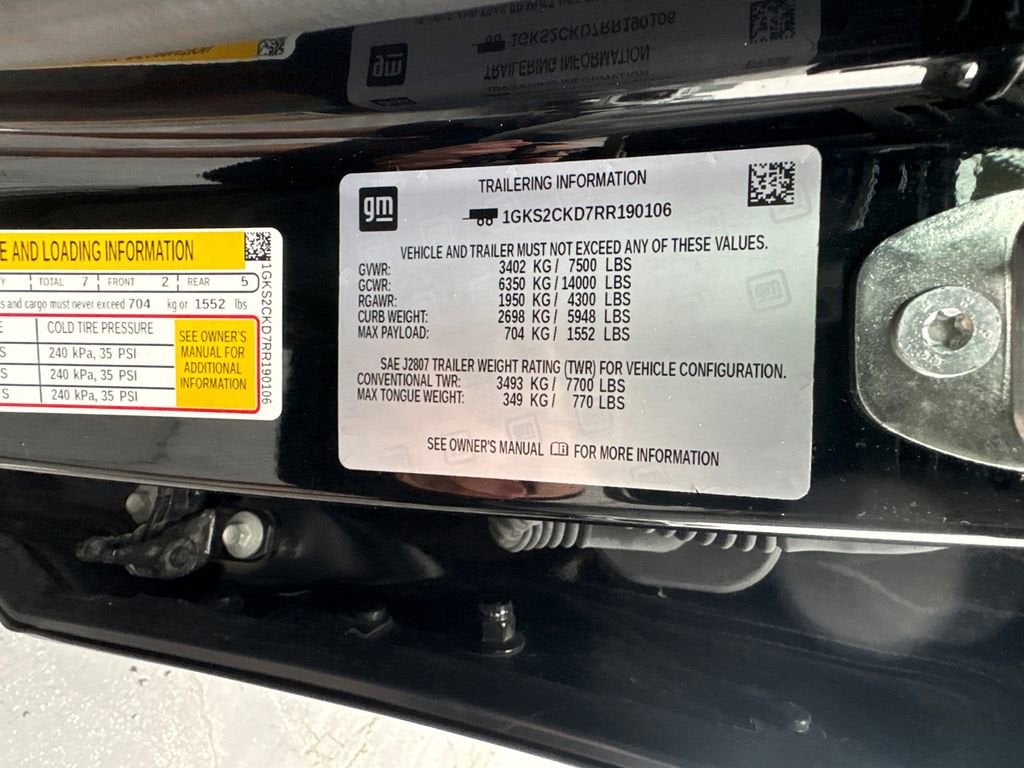 E AND LOADING INFORMATION
Y TOTAL 7 FRONT 2 REAR 5
s and cargo must never exceed 704 kg or 1552 lbs
E COLD TIRE PRESSURE
S 240 kPa, 35 PSI
S 240 kPa, 35 PSI
S 240 kPa, 35 PSI
SEE OWNER'S
MANUAL FOR
ADDITIONAL
INFORMATION
1GKS2CKD7RR190106
gm
TRAILERING INFORMATION
1GKS2CKD7RR190106
VEHICLE AND TRAILER MUST NOT EXCEED ANY OF THESE VALUES.
GVWR: 3402 KG / 7500 LBS
GCWR: 6350 KG / 14000 LBS
RGAWR: 1950 KG / 4300 LBS
CURB WEIGHT: 2698 KG / 5948 LBS
MAX PAYLOAD: 704 KG / 1552 LBS
SAE J2807 TRAILER WEIGHT RATING (TWR) FOR VEHICLE CONFIGURATION.
CONVENTIONAL TWR: 3493 KG / 7700 LBS
MAX TONGUE WEIGHT: 349 KG / 770 LBS
SEE OWNER'S MANUAL FOR MORE INFORMATION